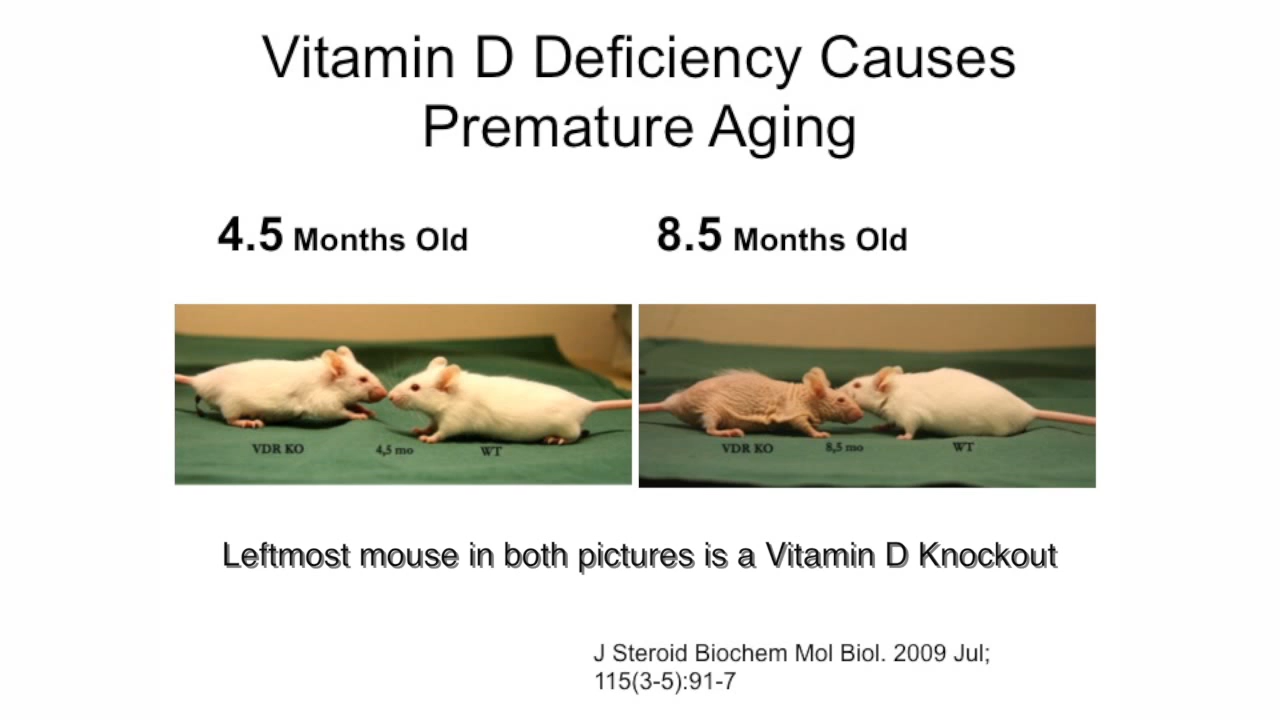 Vitamin D Deficiency Causes
Premature Aging
4.5 Months Old
8.5 Months Old
VDR KO 4,5 mo WT
VDR KO 8,5 mo WT
Leftmost mouse in both pictures is a Vitamin D Knockout
J Steroid Biochem Mol Biol. 2009 Jul;
115(3-5):91-7